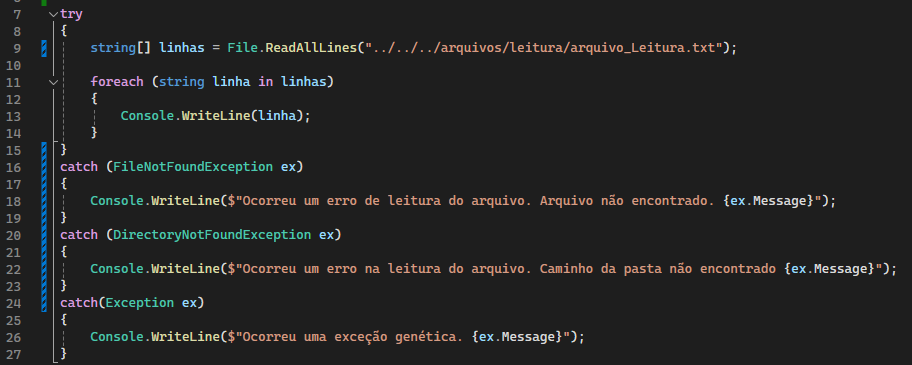 7 try
8 {
9 string[] linhas = File.ReadAllLines("../../../arquivos/leitura/arquivo_Leitura.txt");
10
11 foreach (string linha in linhas)
12 {
13 Console.WriteLine(linha);
14 }
15 }
16 catch (FileNotFoundException ex)
17 {
18 Console.WriteLine($"Ocorreu um erro de leitura do arquivo. Arquivo não encontrado. {ex.Message}");
19 }
20 catch (DirectoryNotFoundException ex)
21 {
22 Console.WriteLine($"Ocorreu um erro na leitura do arquivo. Caminho da pasta não encontrado {ex.Message}");
23 }
24 catch(Exception ex)
25 {
26 Console.WriteLine($"Ocorreu uma exceção genética. {ex.Message}");
27 }